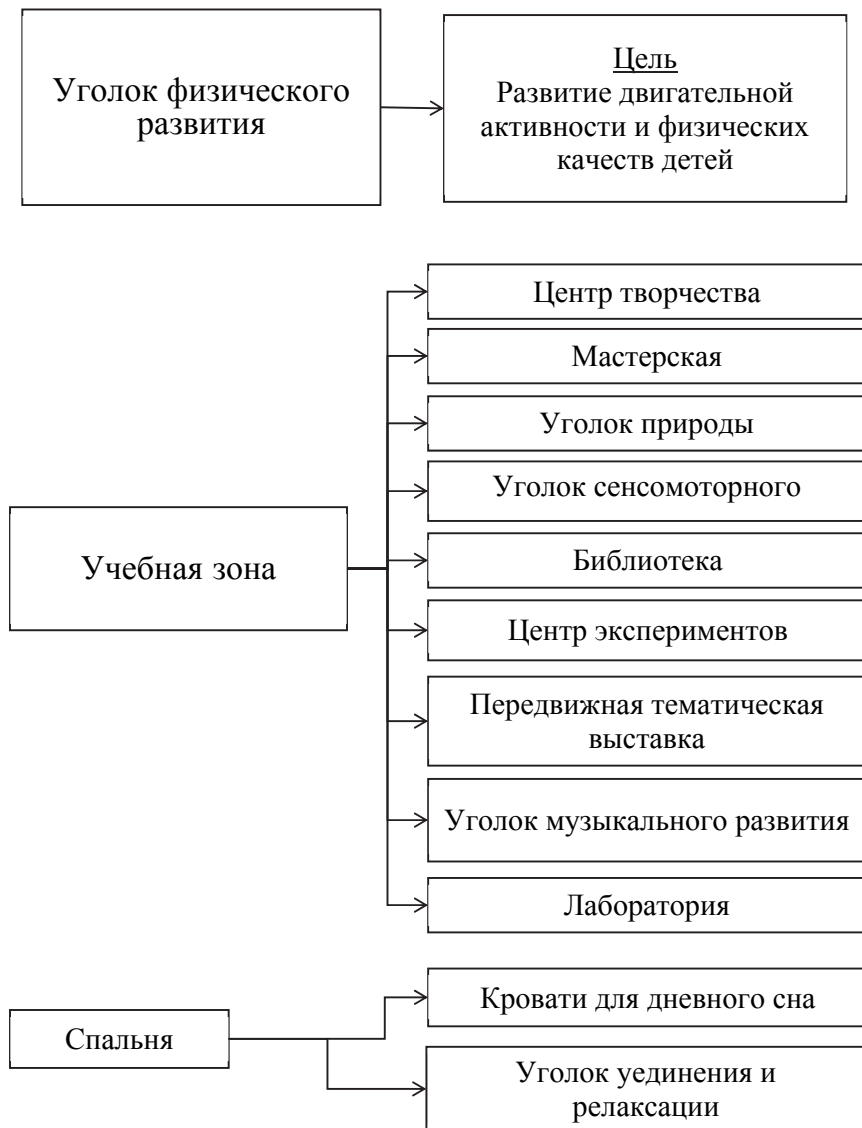 Уголок физического
развития
Цель
Развитие двигательной
активности и физических
качеств детей
Учебная зона
Центр творчества
Мастерская
Уголок природы
Уголок сенсомоторного
Библиотека
Центр экспериментов
Передвижная тематическая
выставка
Уголок музыкального развития
Лаборатория
Спальня
Кровати для дневного сна
Уголок уединения и
релаксации